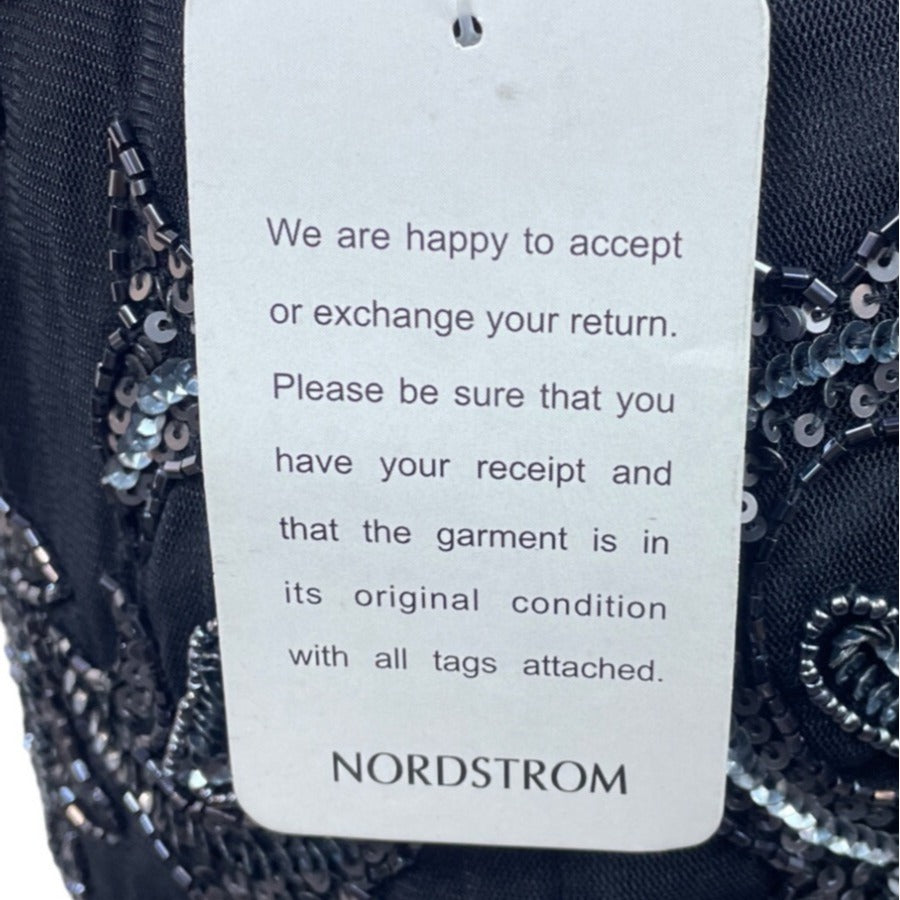 We are happy to accept
or exchange your return.
Please be sure that you
have your receipt and
that the garment is in
its original condition
with all tags attached.
NORDSTROM